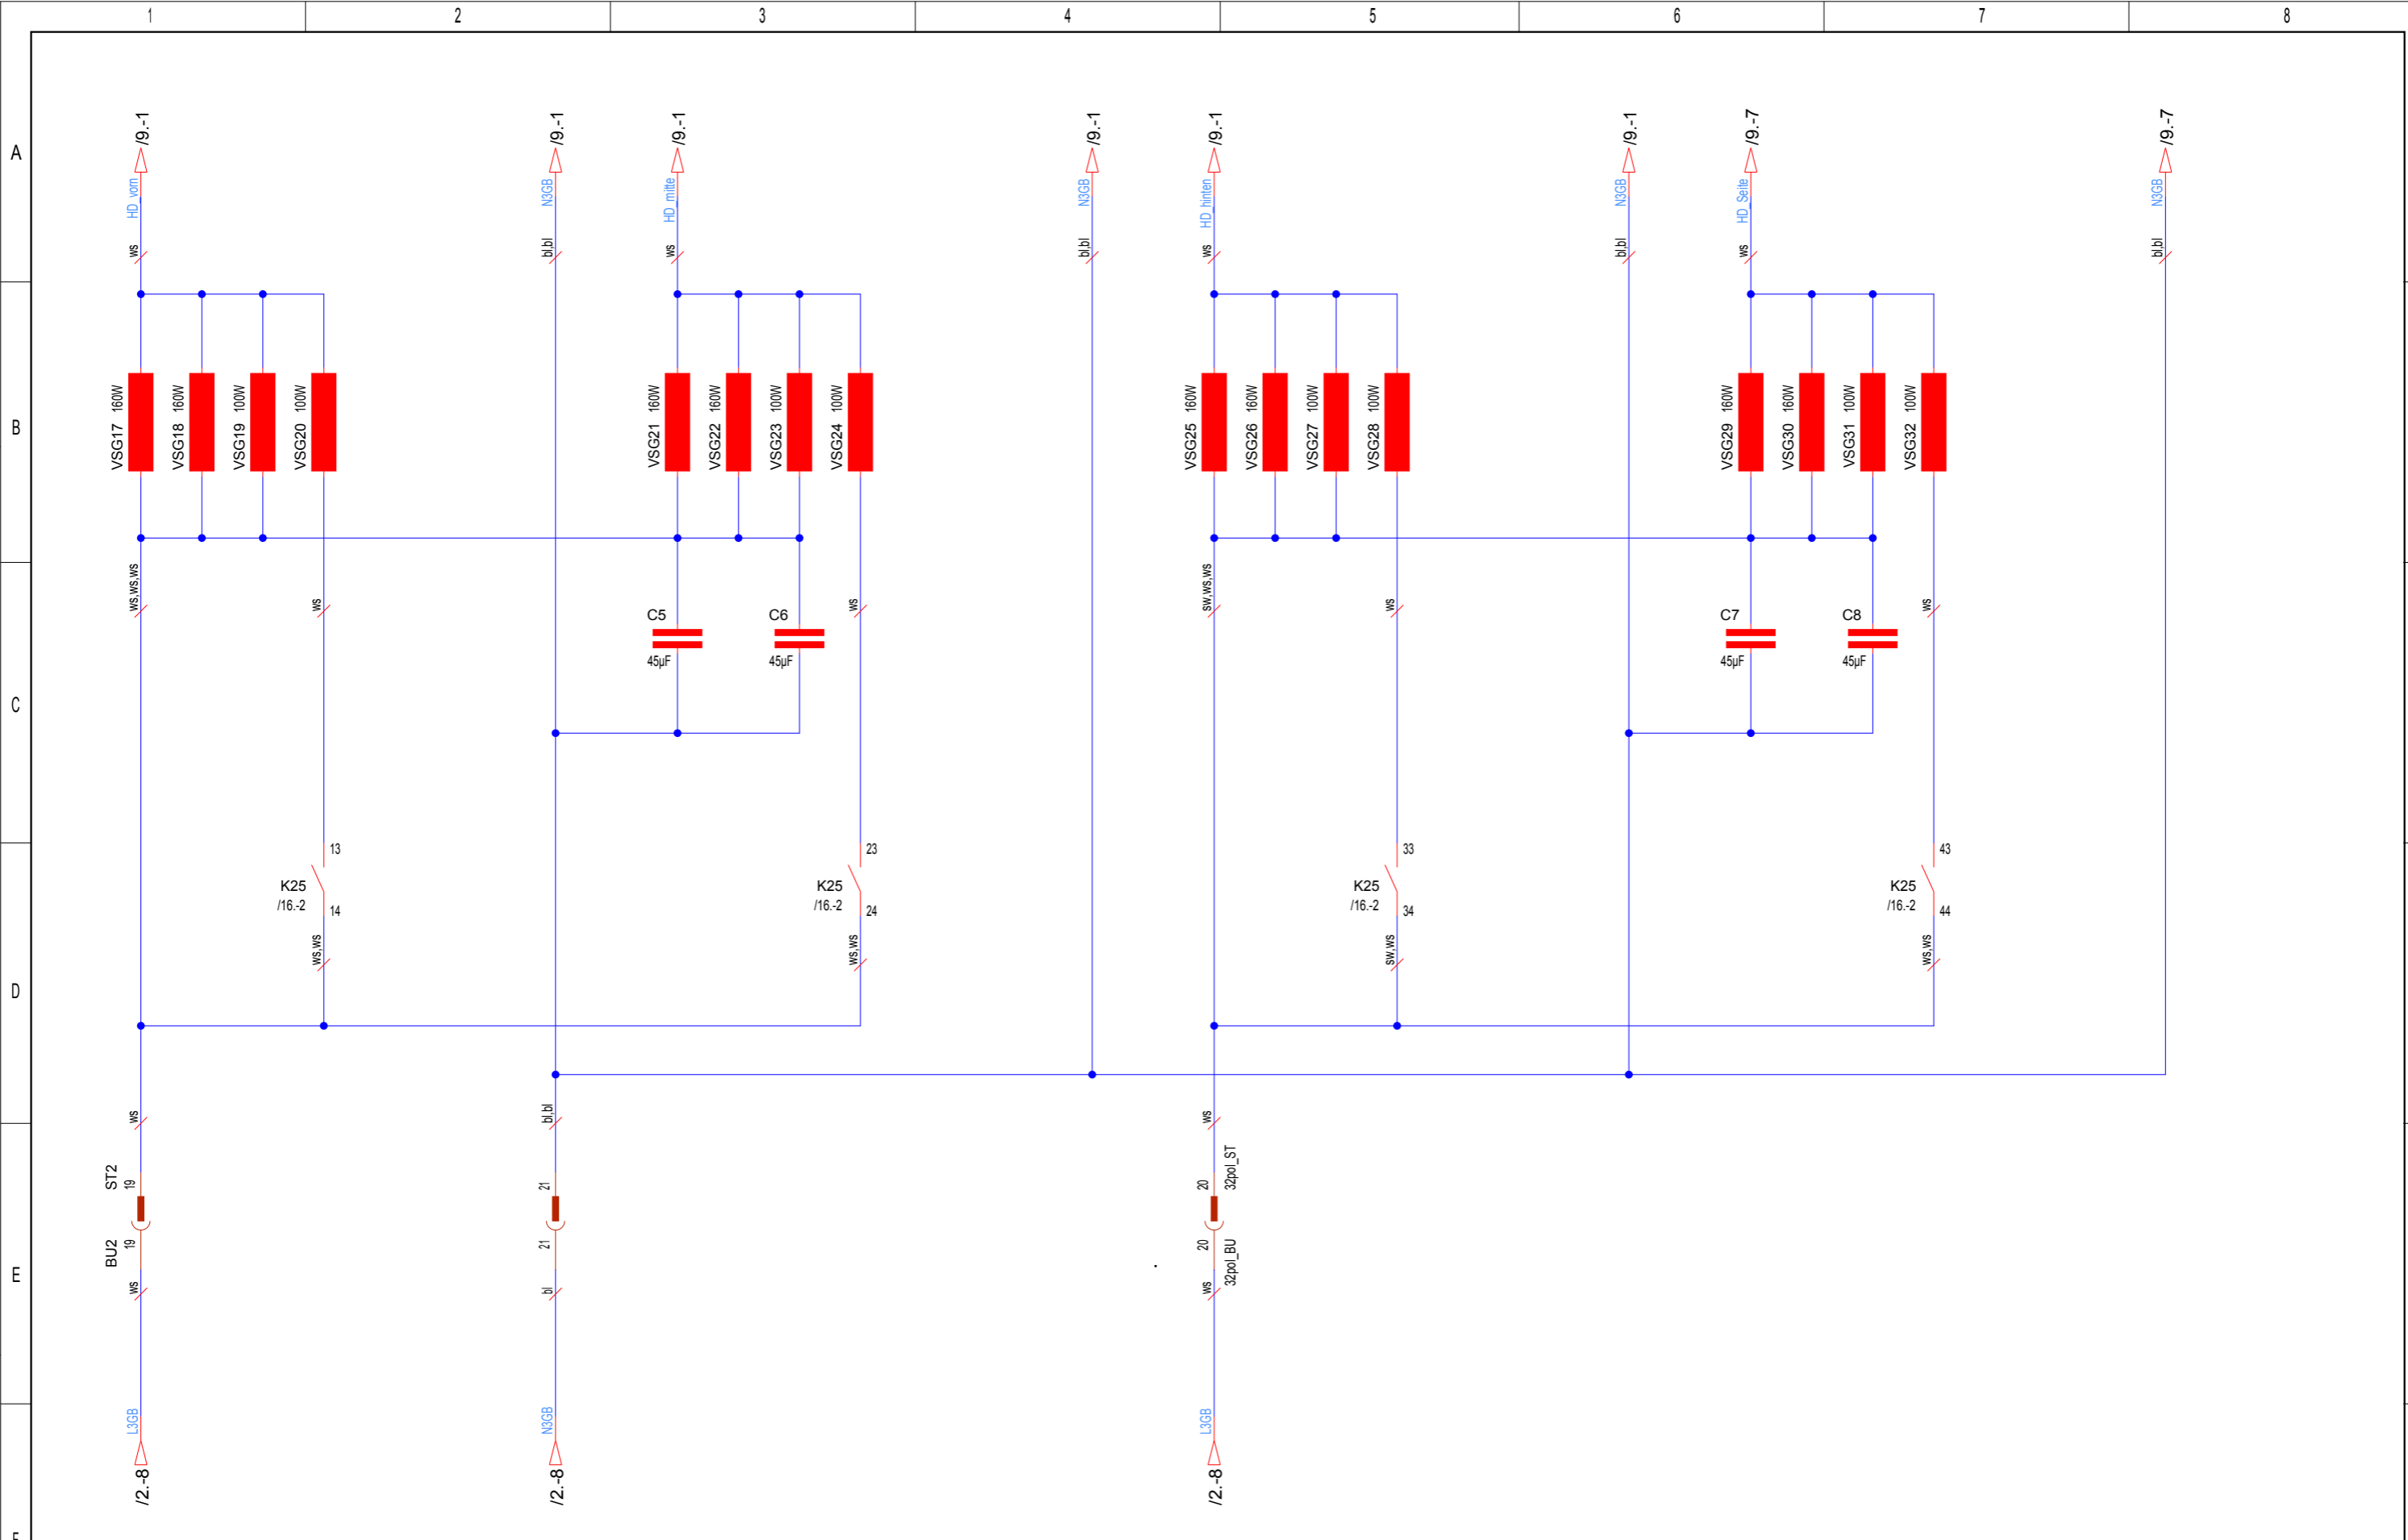 1 2 3 4 5 6 7 8
/9.-1 /9.-1 /9.-1 /9.-1 /9.-1 /9.-1 /9.-7 /9.-7
A
HD_vorn N3GB HD_mitte N3GB HD_hinten N3GB HD_Seite N3GB
ws bl,bl ws bl,bl ws bl,bl ws bl,bl
B
VSG17 160W
VSG18 160W
VSG19 100W
VSG20 100W
VSG21 160W
VSG22 160W
VSG23 100W
VSG24 100W
VSG25 160W
VSG26 160W
VSG27 100W
VSG28 100W
VSG29 160W
VSG30 160W
VSG31 100W
VSG32 100W
ws,ws,ws ws ws sw,ws,ws ws ws
C5 C6 C7 C8
45µF 45µF 45µF 45µF
C
13 23 33 43
K25 K25 K25 K25
/16.-2 /16.-2 /16.-2 /16.-2
14 24 34 44
ws,ws ws,ws sw,ws ws,ws
D
ws bl,bl ws
ST2 19 21 20 32pol_ST
BU2 19 21 20 32pol_BU
E
ws bl ws
L3GB N3GB L3GB
/2.-8 /2.-8 /2.-8